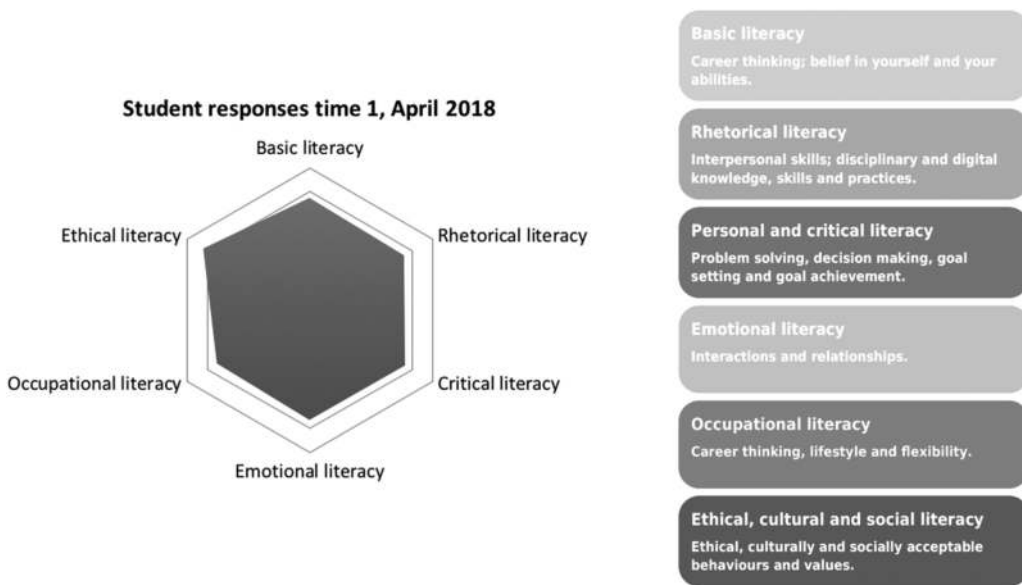 Student responses time 1, April 2018
Basic literacy
Ethical literacy
Rhetorical literacy
Occupational literacy
Critical literacy
Emotional literacy
Basic literacy
Career thinking; belief in yourself and your
abilities.
Rhetorical literacy
Interpersonal skills; disciplinary and digital
knowledge, skills and practices.
Personal and critical literacy
Problem solving, decision making, goal
setting and goal achievement.
Emotional literacy
Interactions and relationships.
Occupational literacy
Career thinking, lifestyle and flexibility.
Ethical, cultural and social literacy
Ethical, culturally and socially acceptable
behaviours and values.